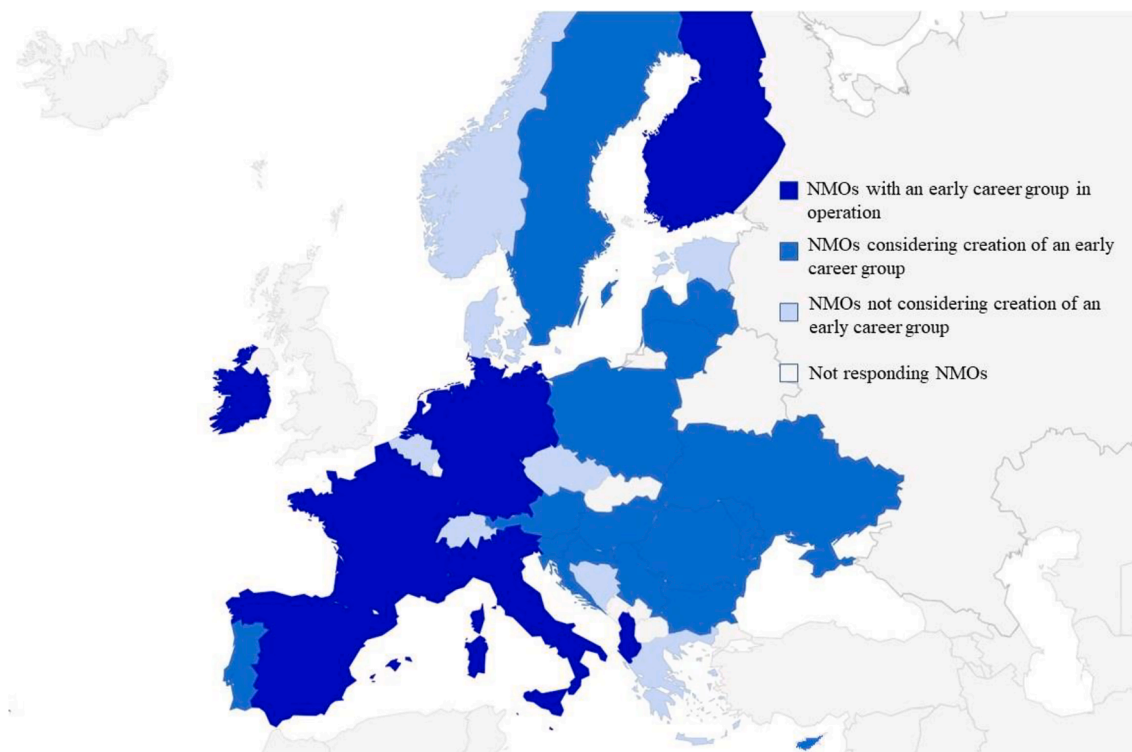 NMOs with an early career group in
operation
NMOs considering creation of an early
career group
NMOs not considering creation of an
early career group
Not responding NMOs